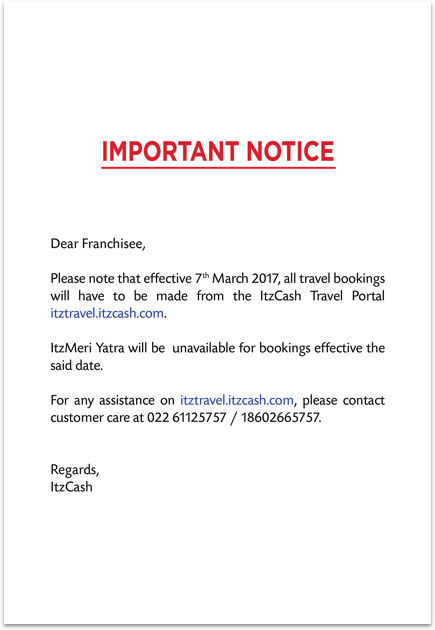 IMPORTANT NOTICE
Dear Franchisee,
Please note that effective 7th March 2017, all travel bookings
will have to be made from the ItzCash Travel Portal
itztravel.itzcash.com.
ItzMeri Yatra will be unavailable for bookings effective the
said date.
For any assistance on itztravel.itzcash.com, please contact
customer care at 022 61125757 / 18602665757.
Regards,
ItzCash